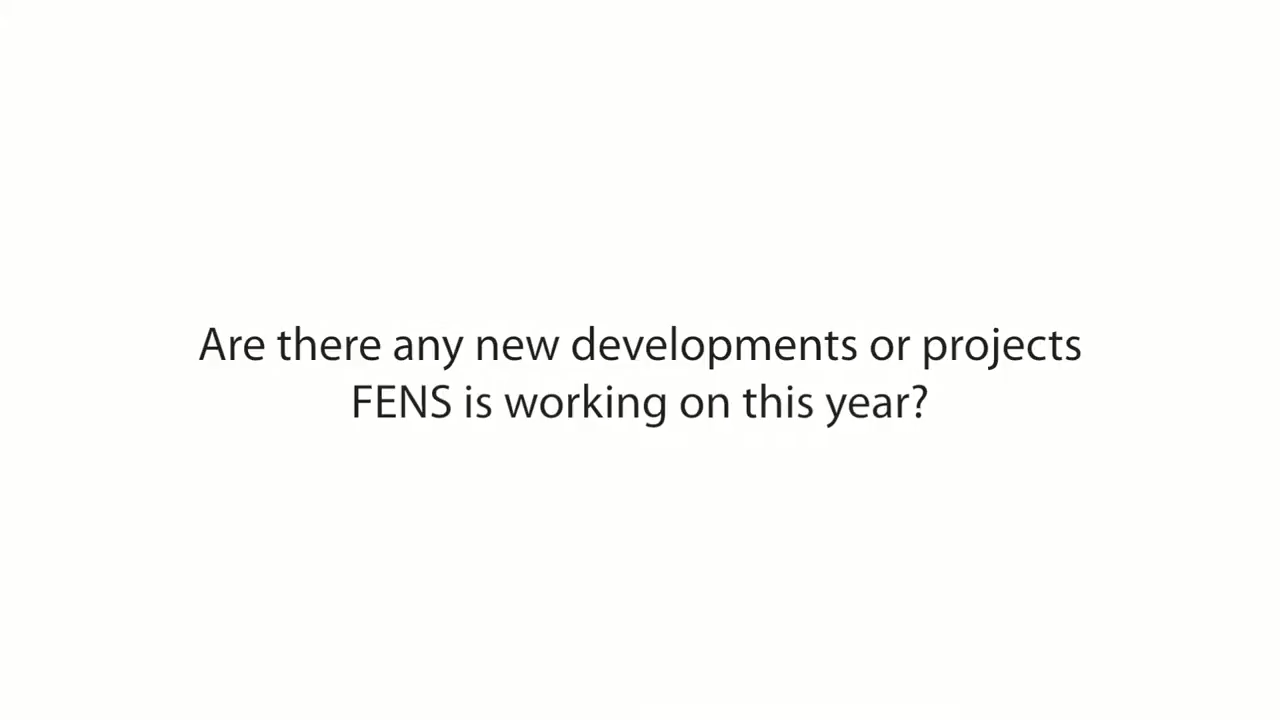 Are there any new developments or projects
FENS is working on this year?